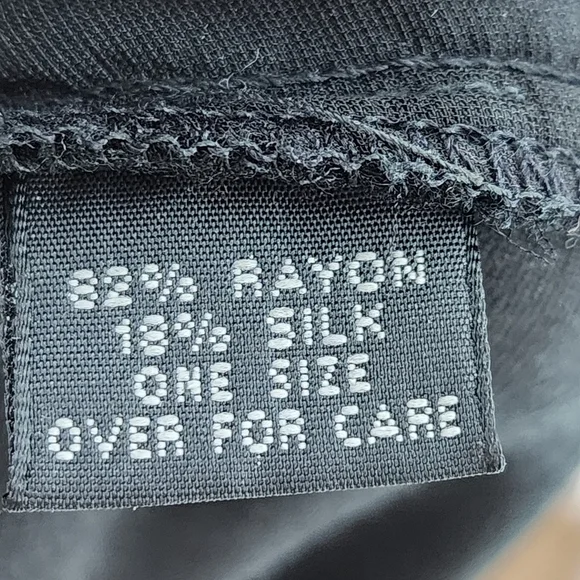 82% RAYON
18% SILK
ONE SIZE
OVER FOR CARE